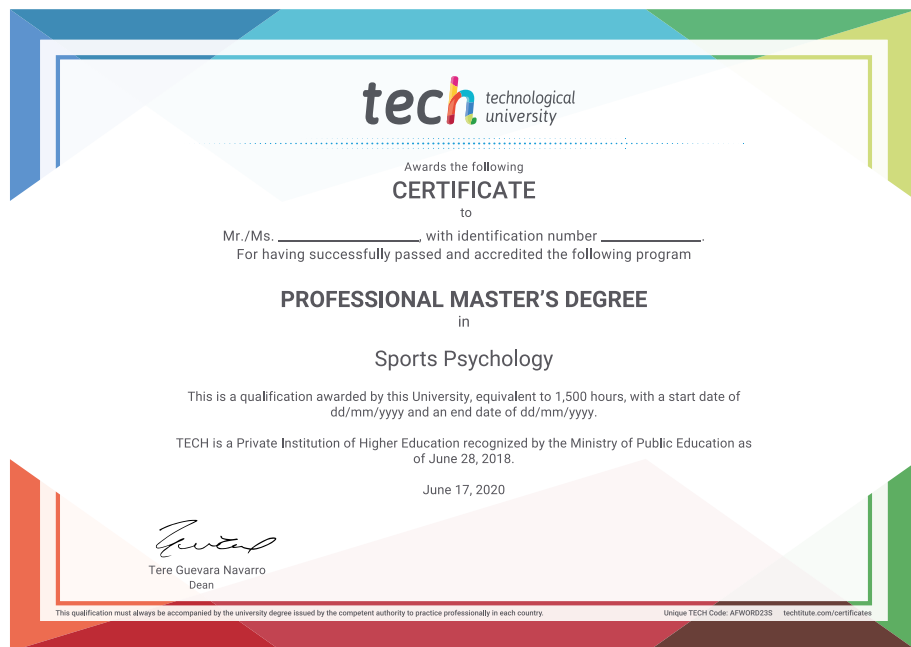 tech technological
university
Awards the following
CERTIFICATE
to
Mr./Ms. ____________________, with identification number ______________.
For having successfully passed and accredited the following program
PROFESSIONAL MASTER'S DEGREE
in
Sports Psychology
This is a qualification awarded by this University, equivalent to 1,500 hours, with a start date of
dd/mm/yyyy and an end date of dd/mm/yyyy.
TECH is a Private Institution of Higher Education recognized by the Ministry of Public Education as
of June 28, 2018.
June 17, 2020
Tere Guevara Navarro
Dean
This qualification must always be accompanied by the university degree issued by the competent authority to practice professionally in each country. Unique TECH Code: AFWORD23S techtitute.com/certificates